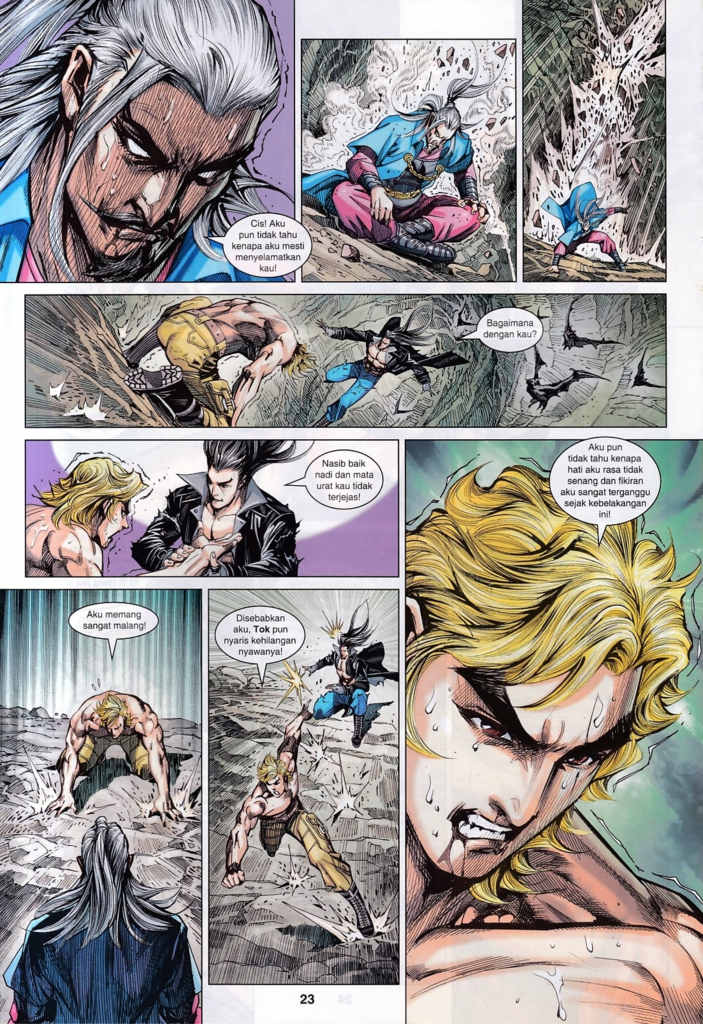 Cis! Aku
pun tidak tahu
kenapa aku mesti
menyelamatkan
kau!
Bagaimana
dengan kau?
Nasib baik
nadi dan mata
urat kau tidak
terjejas!
Aku pun
tidak tahu kenapa
hati aku rasa tidak
senang dan fikiran
aku sangat terganggu
sejak kebelakangan
ini!
Aku memang
sangat malang!
Disebabkan
aku, Tok pun
nyaris kehilangan
nyawanya!
23